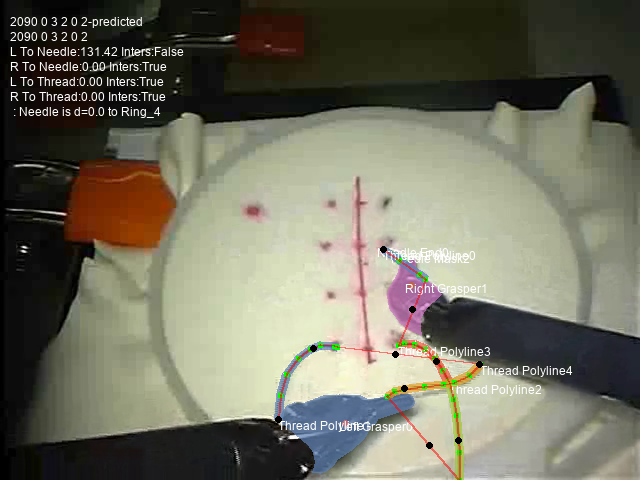 2090 0 3 2 0 2-predicted
2090 0 3 2 0 2
L To Needle:131.42 Inters:False
R To Needle:0.00 Inters:True
L To Thread:0.00 Inters:True
R To Thread:0.00 Inters:True
: Needle is d=0.0 to Ring_4
Right Grasper1
Thread Polyline3
Thread Polyline4
Thread Polyline2
Thread Polyline
Left Grasper0